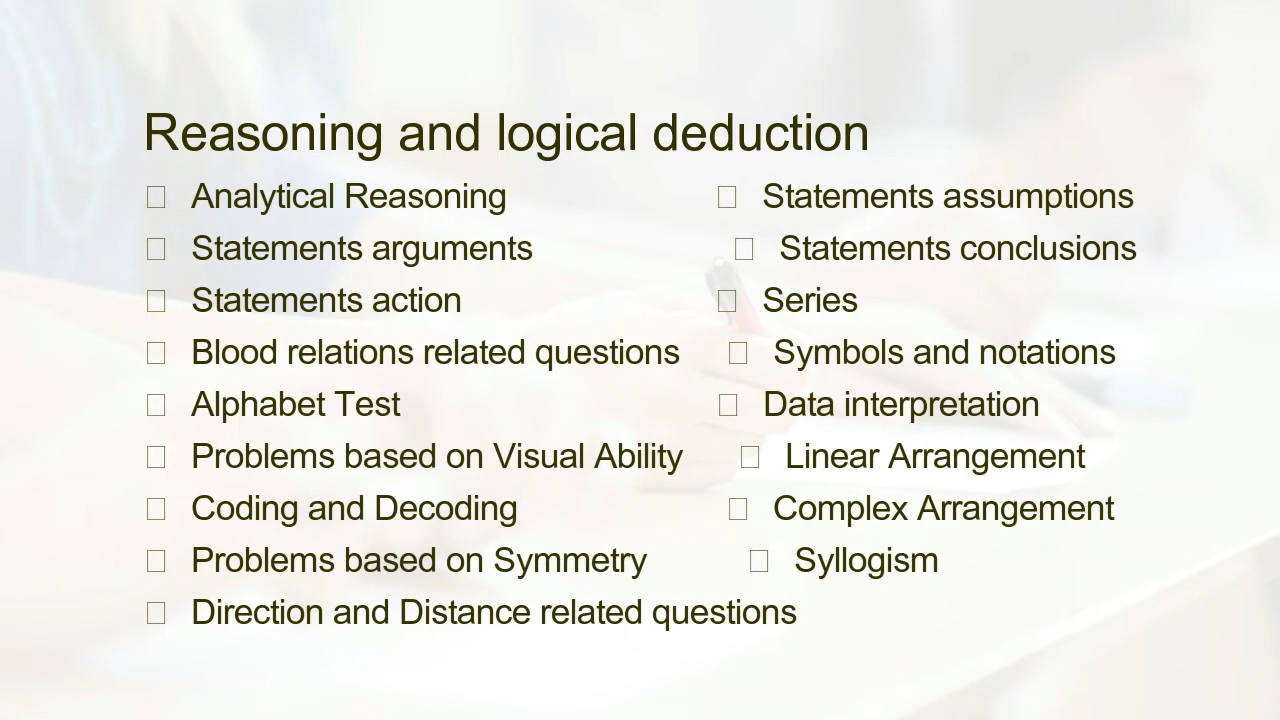 Reasoning and logical deduction
□ Analytical Reasoning □ Statements assumptions
□ Statements arguments □ Statements conclusions
□ Statements action □ Series
□ Blood relations related questions □ Symbols and notations
□ Alphabet Test □ Data interpretation
□ Problems based on Visual Ability □ Linear Arrangement
□ Coding and Decoding □ Complex Arrangement
□ Problems based on Symmetry □ Syllogism
□ Direction and Distance related questions